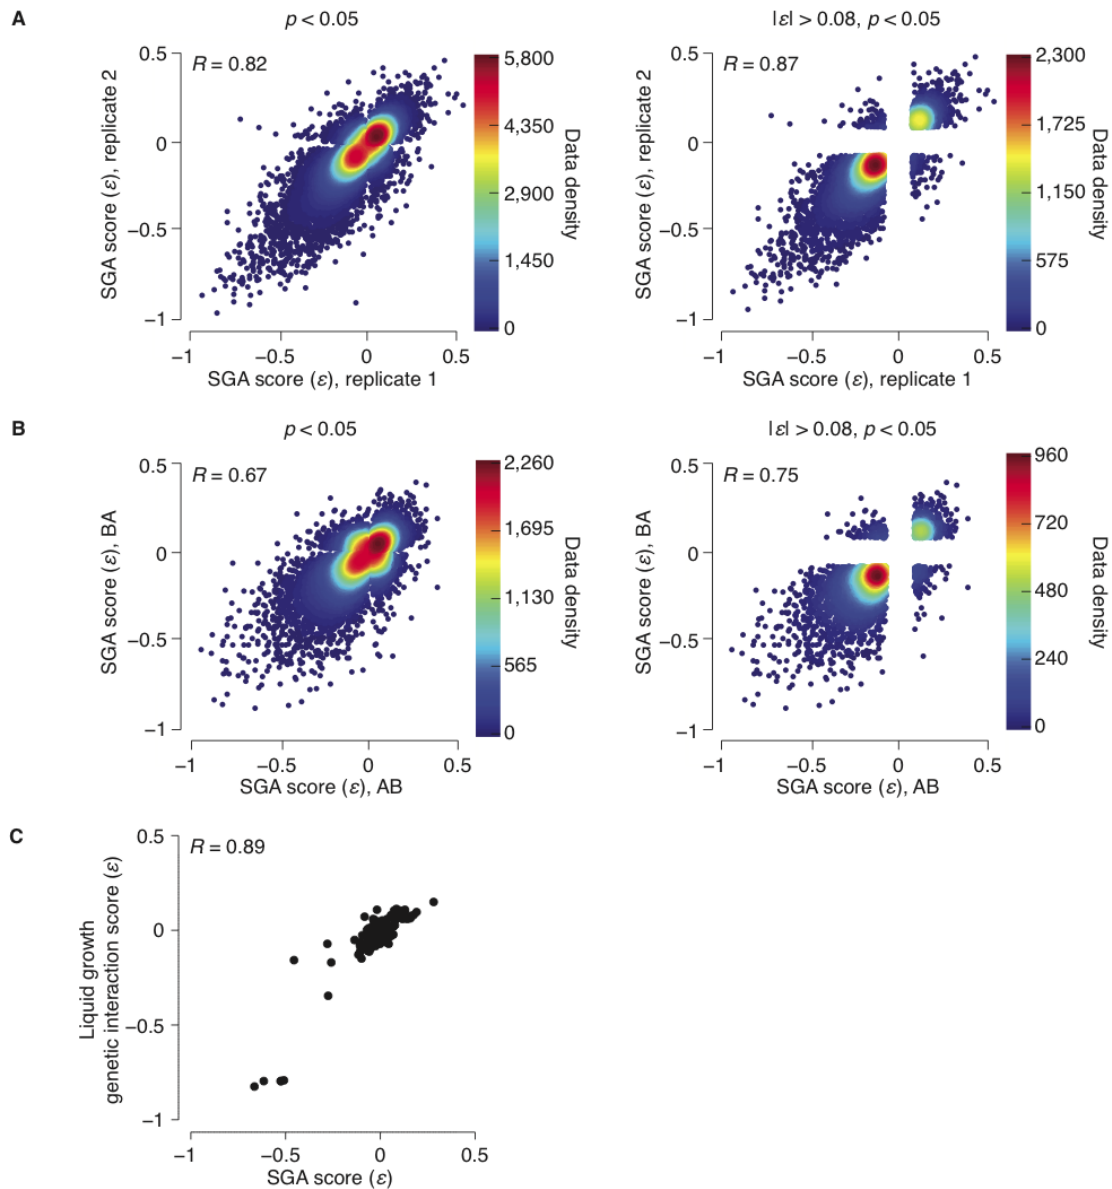 A
p < 0.05
R = 0.82
0.5
0
−0.5
−1
SGA score (ε), replicate 2
−1
−0.5
0
0.5
SGA score (ε), replicate 1
5,800
4,350
2,900
1,450
0
Data density
|ε| > 0.08, p < 0.05
R = 0.87
0.5
0
−0.5
−1
SGA score (ε), replicate 2
−1
−0.5
0
0.5
SGA score (ε), replicate 1
2,300
1,725
1,150
575
0
Data density
B
p < 0.05
R = 0.67
0.5
0
−0.5
−1
SGA score (ε), BA
−1
−0.5
0
0.5
SGA score (ε), AB
2,260
1,695
1,130
565
0
Data density
|ε| > 0.08, p < 0.05
R = 0.75
0.5
0
−0.5
−1
SGA score (ε), BA
−1
−0.5
0
0.5
SGA score (ε), AB
960
720
480
240
0
Data density
C
R = 0.89
0.5
0
−0.5
−1
Liquid growth
genetic interaction score (ε)
−1
−0.5
0
0.5
SGA score (ε)